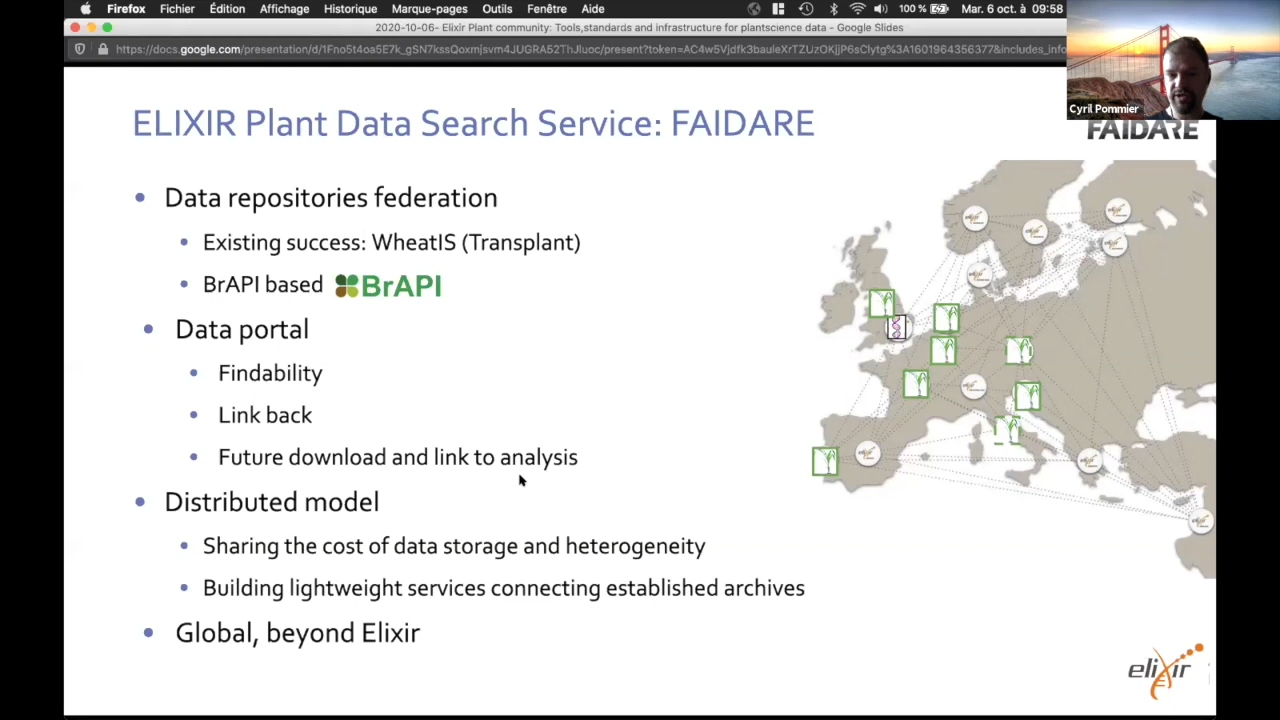 Firefox Fichier Édition Affichage Historique Marque-pages Outils Fenêtre Aide 100 % Mar. 6 oct. à 09:58
2020-10-06- Elixir Plant community: Tools,standards and infrastructure for plantscience data - Google Slides
Cyril Pommier
ELIXIR Plant Data Search Service: FAIDARE
FAIDARE
• Data repositories federation
• Existing success: WheatIS (Transplant)
• BrAPI based BrAPI
• Data portal
• Findability
• Link back
• Future download and link to analysis
• Distributed model
• Sharing the cost of data storage and heterogeneity
• Building lightweight services connecting established archives
• Global, beyond Elixir
elixir